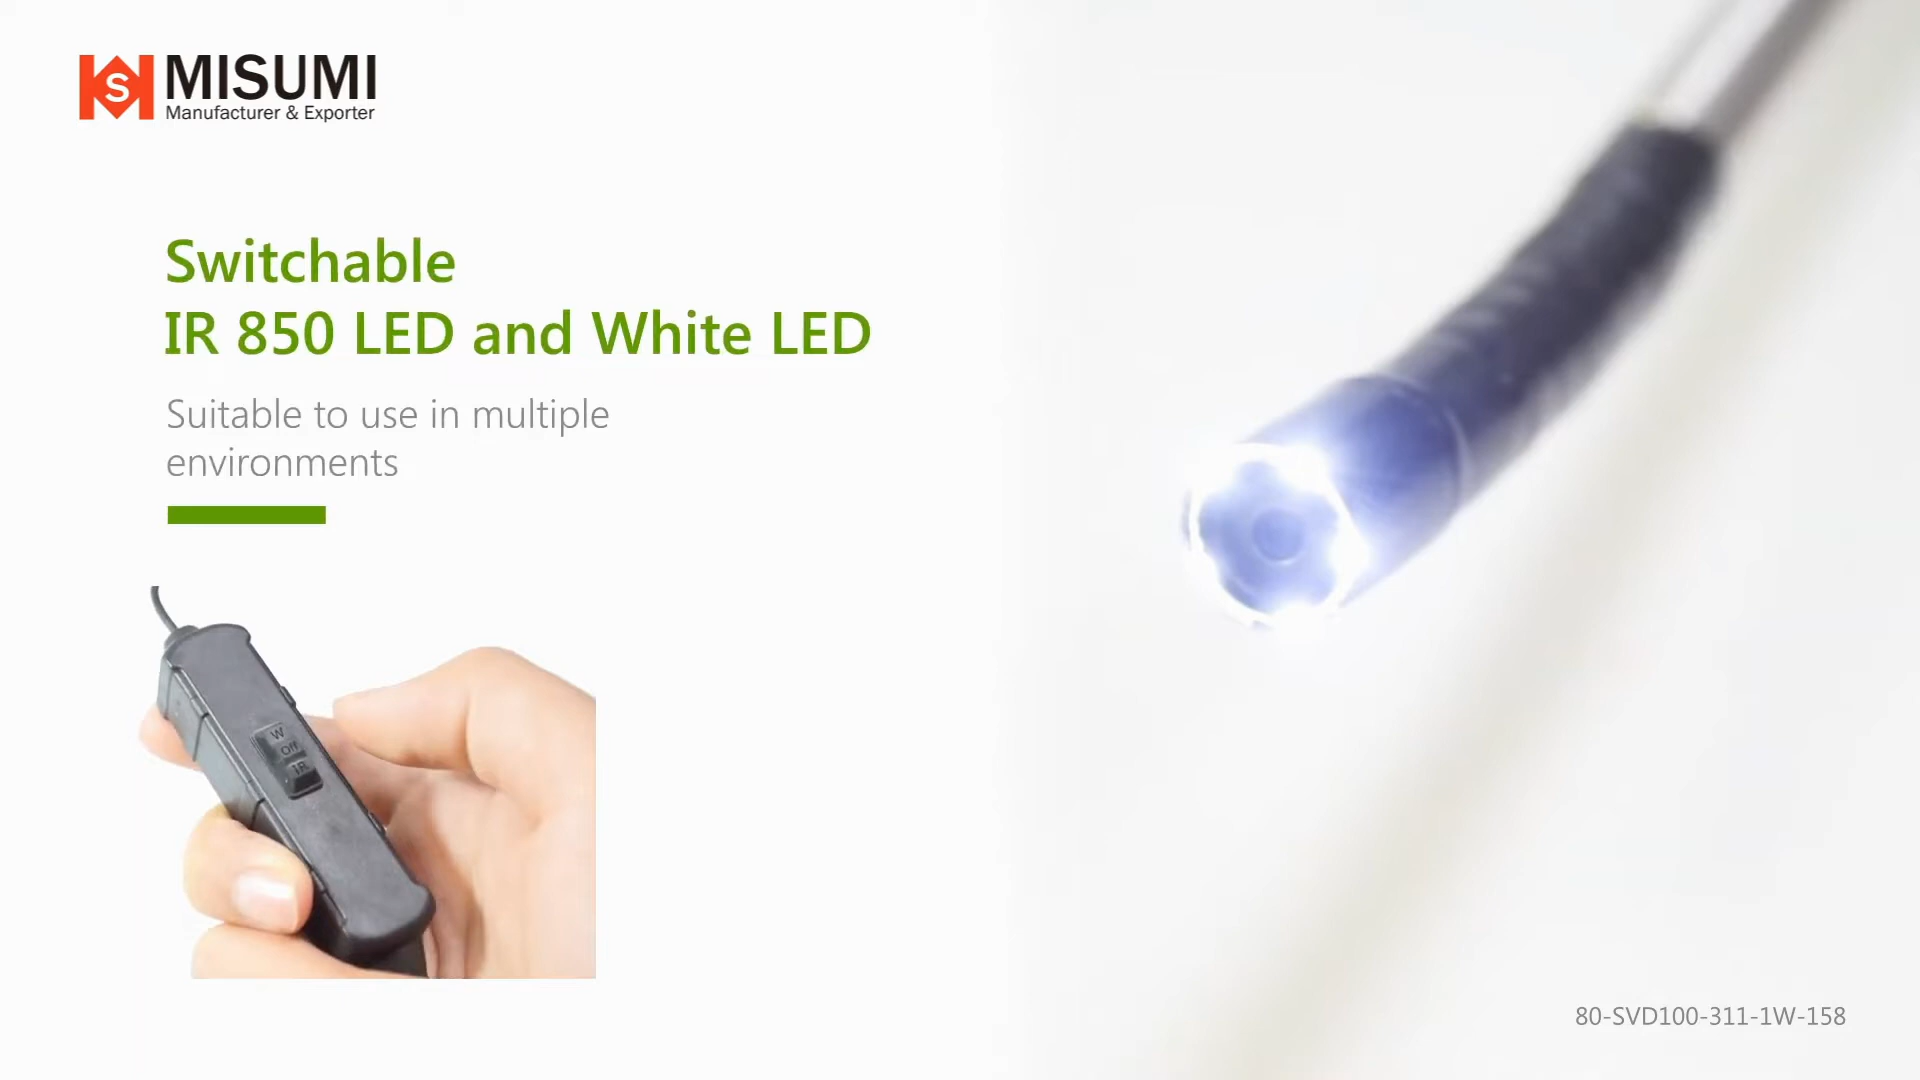 S MISUMI
Manufacturer & Exporter
Switchable
IR 850 LED and White LED
Suitable to use in multiple
environments
W
Off
IR
80-SVD100-311-1W-158